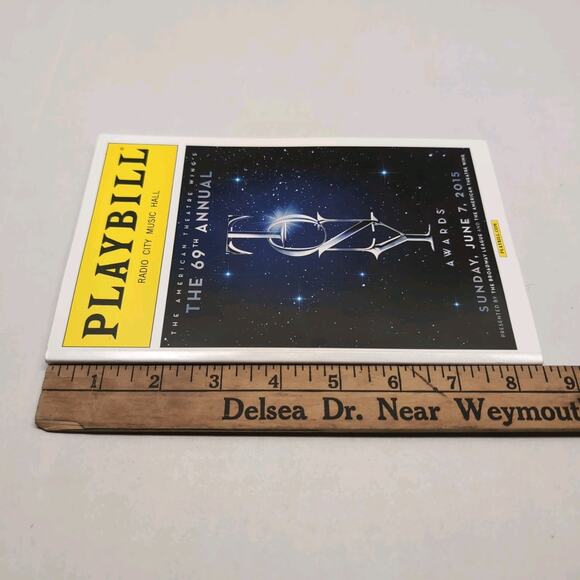 PLAYBILL®
RADIO CITY MUSIC HALL
THE AMERICAN THEATRE WING'S
THE 69TH ANNUAL
TONY
AWARDS®
SUNDAY, JUNE 7, 2015
PRESENTED BY THE BROADWAY LEAGUE AND THE AMERICAN THEATRE WING
PLAYBILL.COM
1 2 3 4 5 6 7 8 9
Delsea Dr. Near Weymout